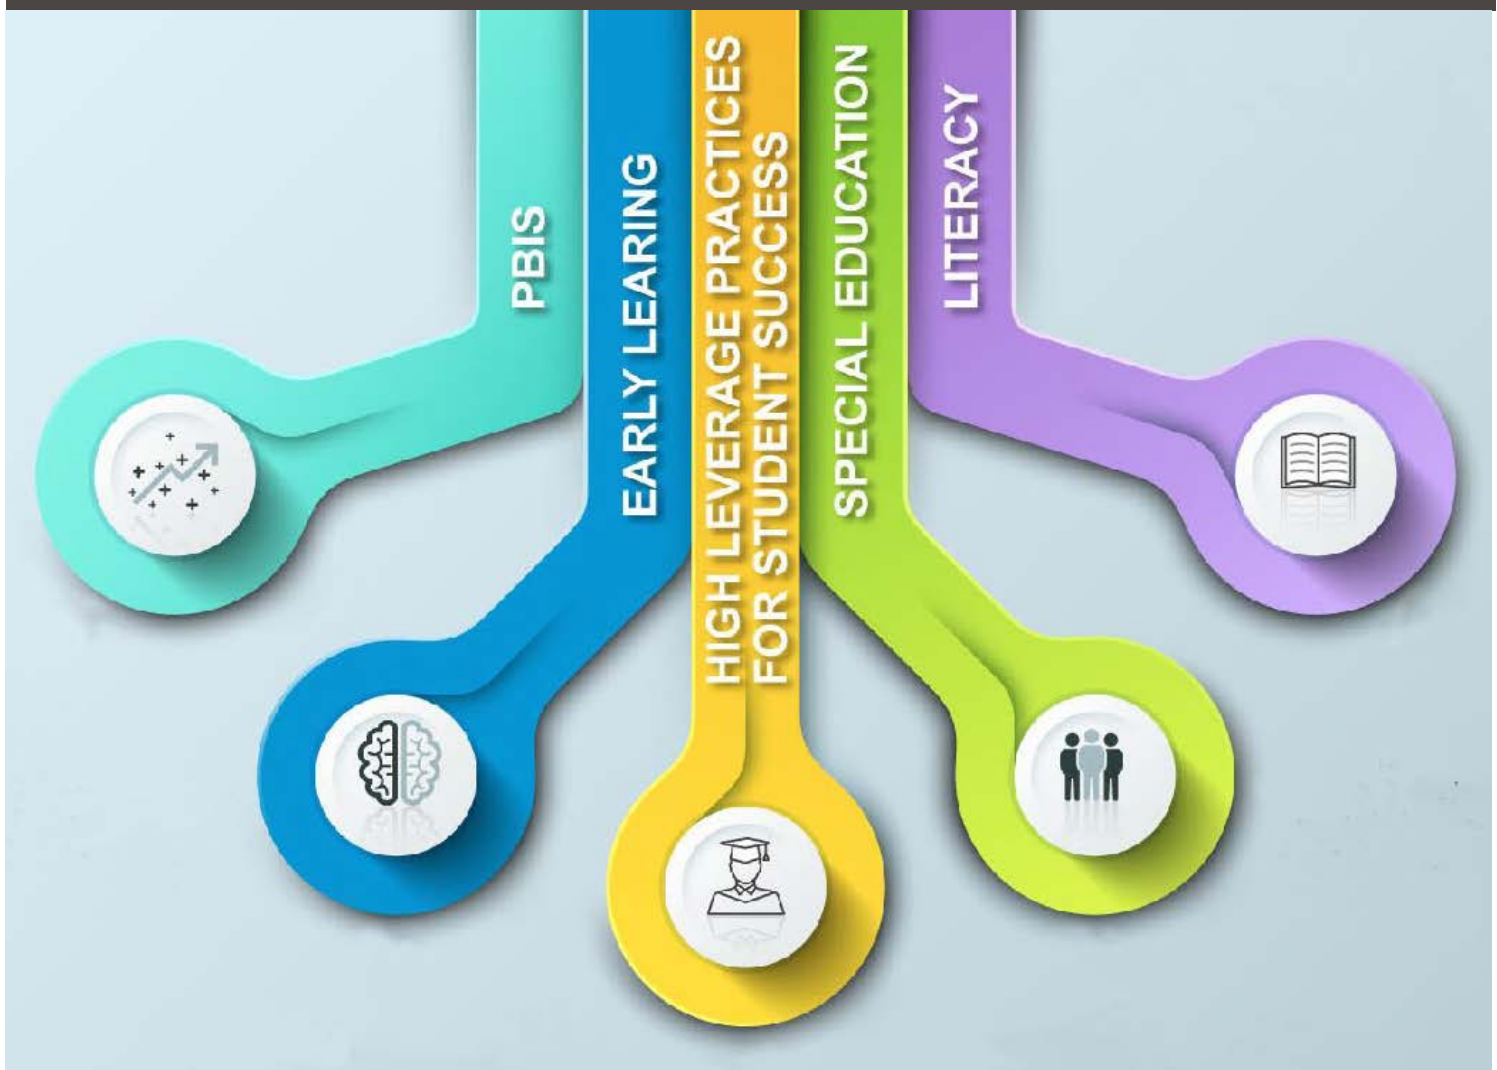 PBIS
EARLY LEARING
HIGH LEVERAGE PRACTICES
FOR STUDENT SUCCESS
SPECIAL EDUCATION
LITERACY